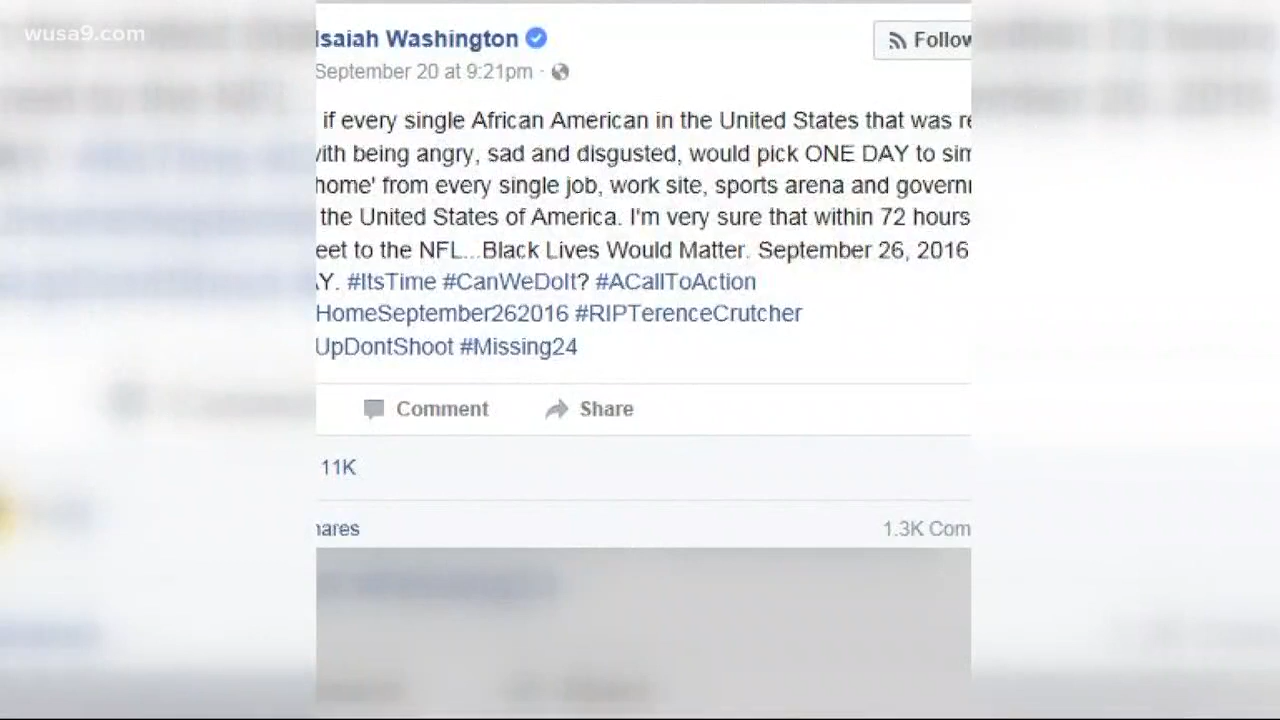 wusa9.com
Isaiah Washington
Follow
September 20 at 9:21pm ·
if every single African American in the United States that was re
with being angry, sad and disgusted, would pick ONE DAY to sim
home' from every single job, work site, sports arena and governm
the United States of America. I'm very sure that within 72 hours
eet to the NFL...Black Lives Would Matter. September 26, 2016
AY. #ItsTime #CanWeDoIt? #ACallToAction
HomeSeptember262016 #RIPTerenceCrutcher
UpDontShoot #Missing24
Comment Share
11K
hares 1.3K Com